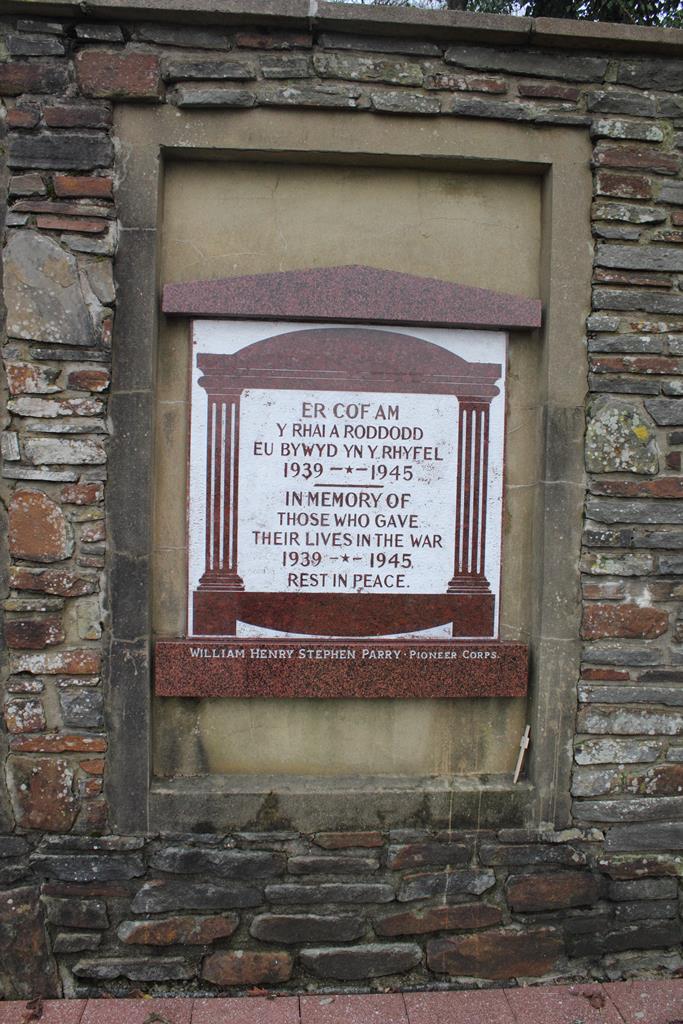 ER COF AM
Y RHAI A RODDODD
EU BYWYD YN Y RHYFEL
1939 –★– 1945
IN MEMORY OF
THOSE WHO GAVE
THEIR LIVES IN THE WAR
1939 –★– 1945
REST IN PEACE.
WILLIAM HENRY STEPHEN PARRY · PIONEER CORPS.